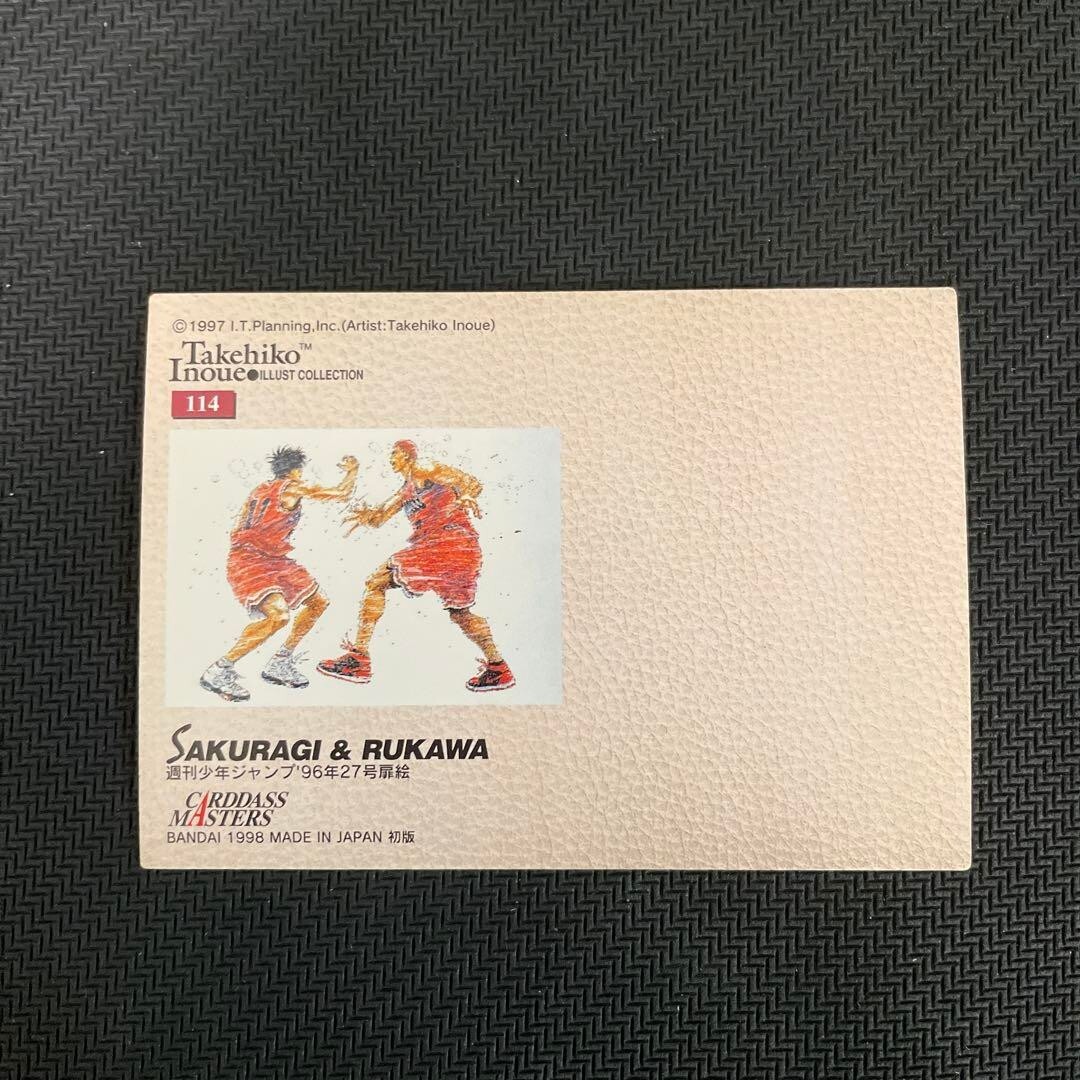 ©1997 I.T.Planning,Inc.(Artist:Takehiko Inoue)
Takehiko™
Inoue●ILLUST COLLECTION
114
11
SAKURAGI & RUKAWA
週刊少年ジャンプ'96年27号扉絵
CARDDASS
MASTERS
BANDAI 1998 MADE IN JAPAN 初版